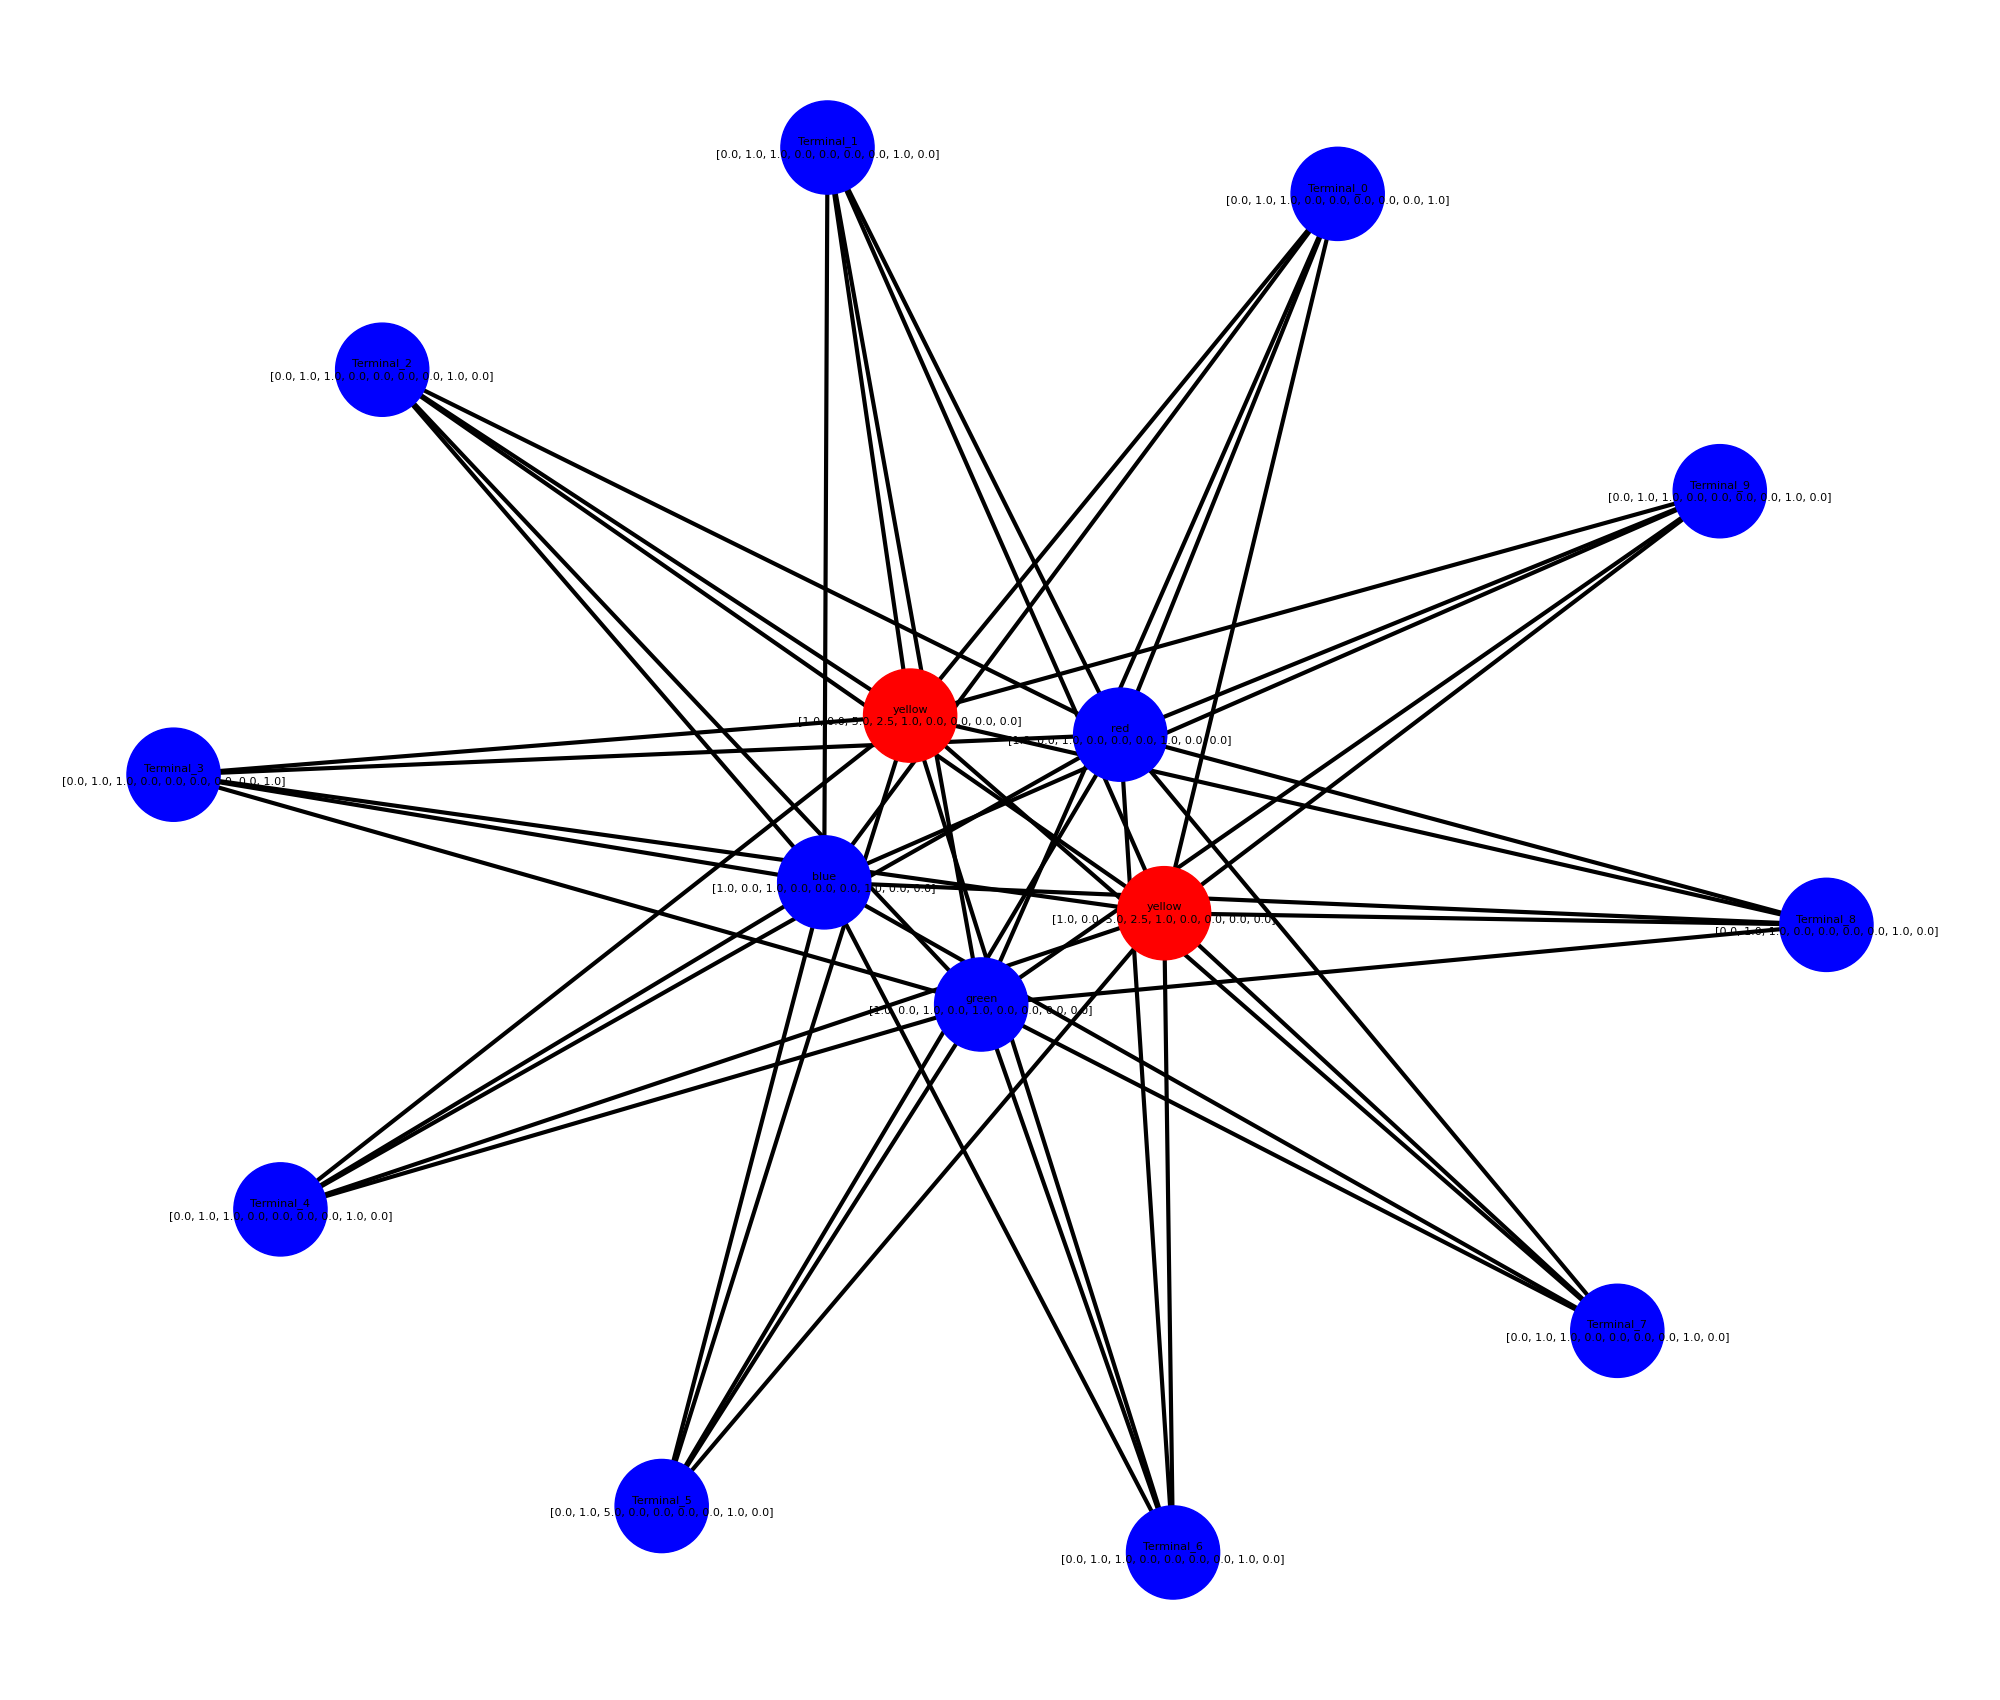 Terminal_1
[0.0, 1.0, 1.0, 0.0, 0.0, 0.0, 0.0, 1.0, 0.0]
Terminal_0
[0.0, 1.0, 1.0, 0.0, 0.0, 0.0, 0.0, 0.0, 1.0]
Terminal_2
[0.0, 1.0, 1.0, 0.0, 0.0, 0.0, 0.0, 1.0, 0.0]
Terminal_9
[0.0, 1.0, 1.0, 0.0, 0.0, 0.0, 0.0, 1.0, 0.0]
yellow
[1.0, 0.0, 5.0, 2.5, 1.0, 0.0, 0.0, 0.0, 0.0]
red
[1.0, 0.0, 1.0, 0.0, 0.0, 0.0, 1.0, 0.0, 0.0]
Terminal_3
[0.0, 1.0, 1.0, 0.0, 0.0, 0.0, 0.0, 0.0, 1.0]
blue
[1.0, 0.0, 1.0, 0.0, 0.0, 0.0, 1.0, 0.0, 0.0]
yellow
[1.0, 0.0, 5.0, 2.5, 1.0, 0.0, 0.0, 0.0, 0.0]
Terminal_8
[0.0, 1.0, 1.0, 0.0, 0.0, 0.0, 0.0, 1.0, 0.0]
green
[1.0, 0.0, 1.0, 0.0, 1.0, 0.0, 0.0, 0.0, 0.0]
Terminal_4
[0.0, 1.0, 1.0, 0.0, 0.0, 0.0, 0.0, 1.0, 0.0]
Terminal_7
[0.0, 1.0, 1.0, 0.0, 0.0, 0.0, 0.0, 1.0, 0.0]
Terminal_5
[0.0, 1.0, 5.0, 0.0, 0.0, 0.0, 0.0, 1.0, 0.0]
Terminal_6
[0.0, 1.0, 1.0, 0.0, 0.0, 0.0, 0.0, 1.0, 0.0]